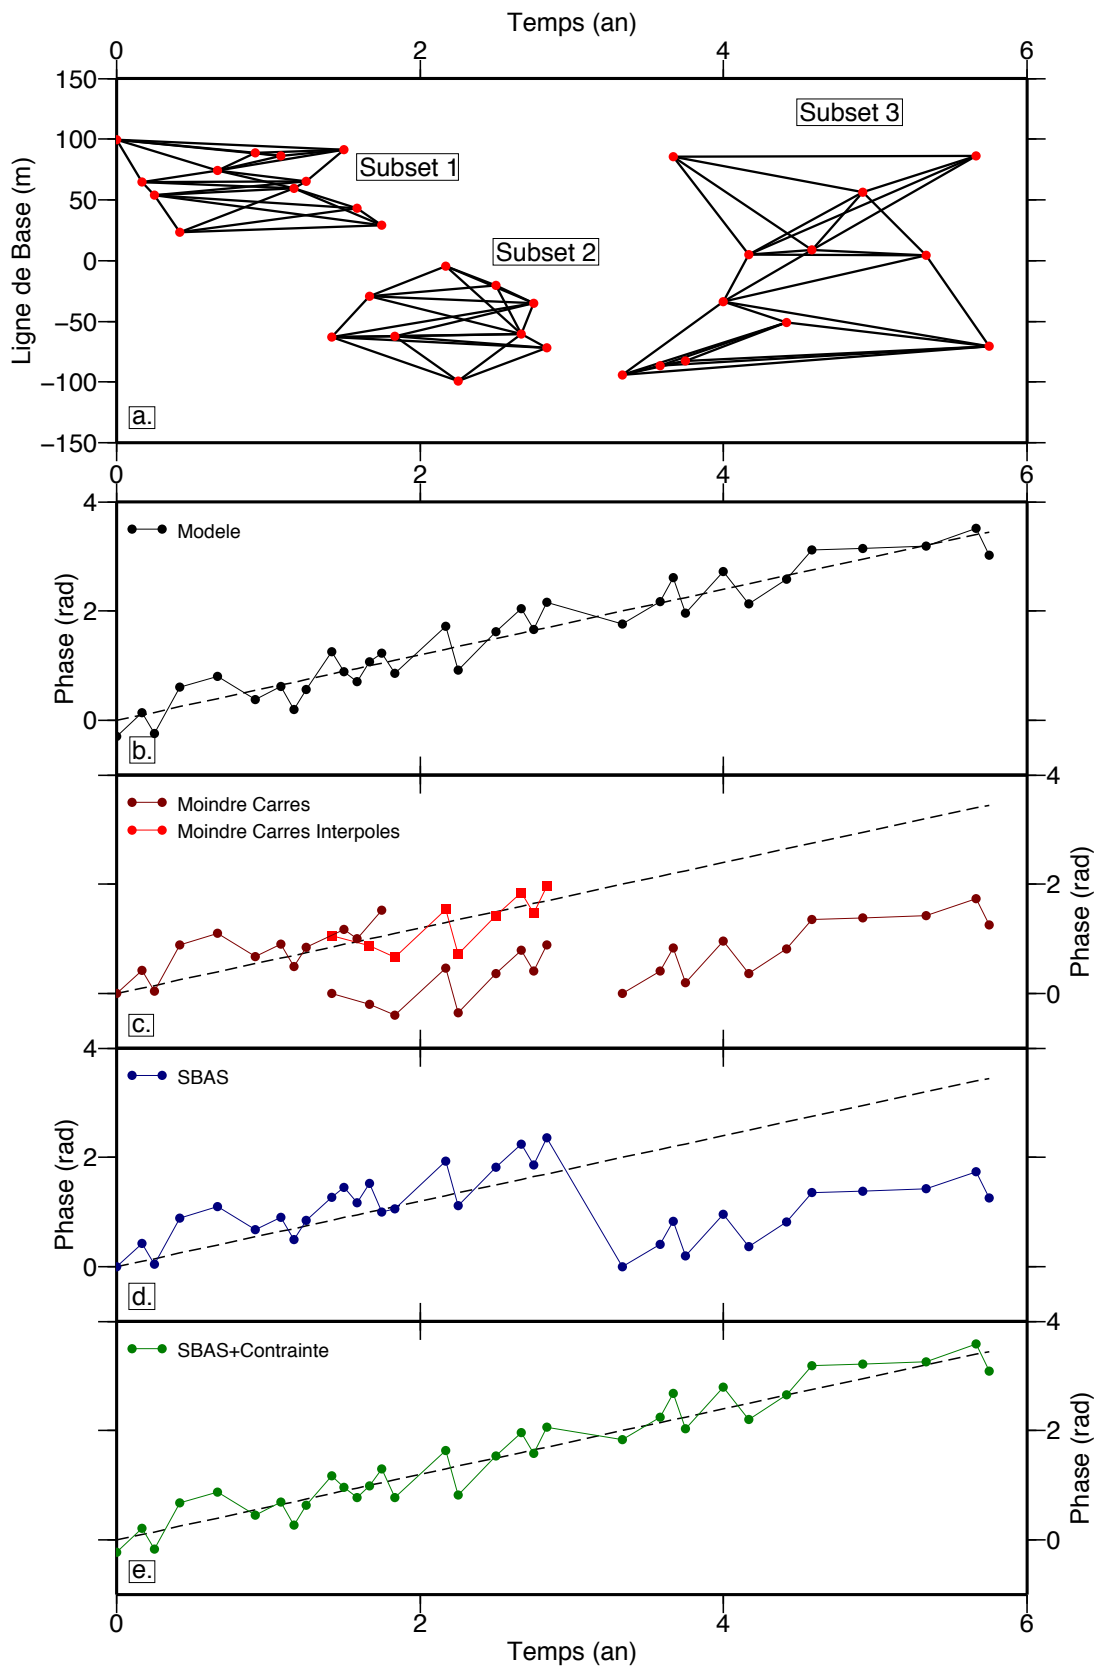 Temps (an)
0 2 4 6
150
100
50
0
−50
−100
−150
Ligne de Base (m)
Subset 1
Subset 2
Subset 3
a.
0 2 4 6
4
2
0
Phase (rad)
Modele
b.
4
2
0
Phase (rad)
Moindre Carres
Moindre Carres Interpoles
c.
4
2
0
Phase (rad)
SBAS
d.
4
2
0
Phase (rad)
SBAS+Contrainte
e.
0 2 4 6
Temps (an)